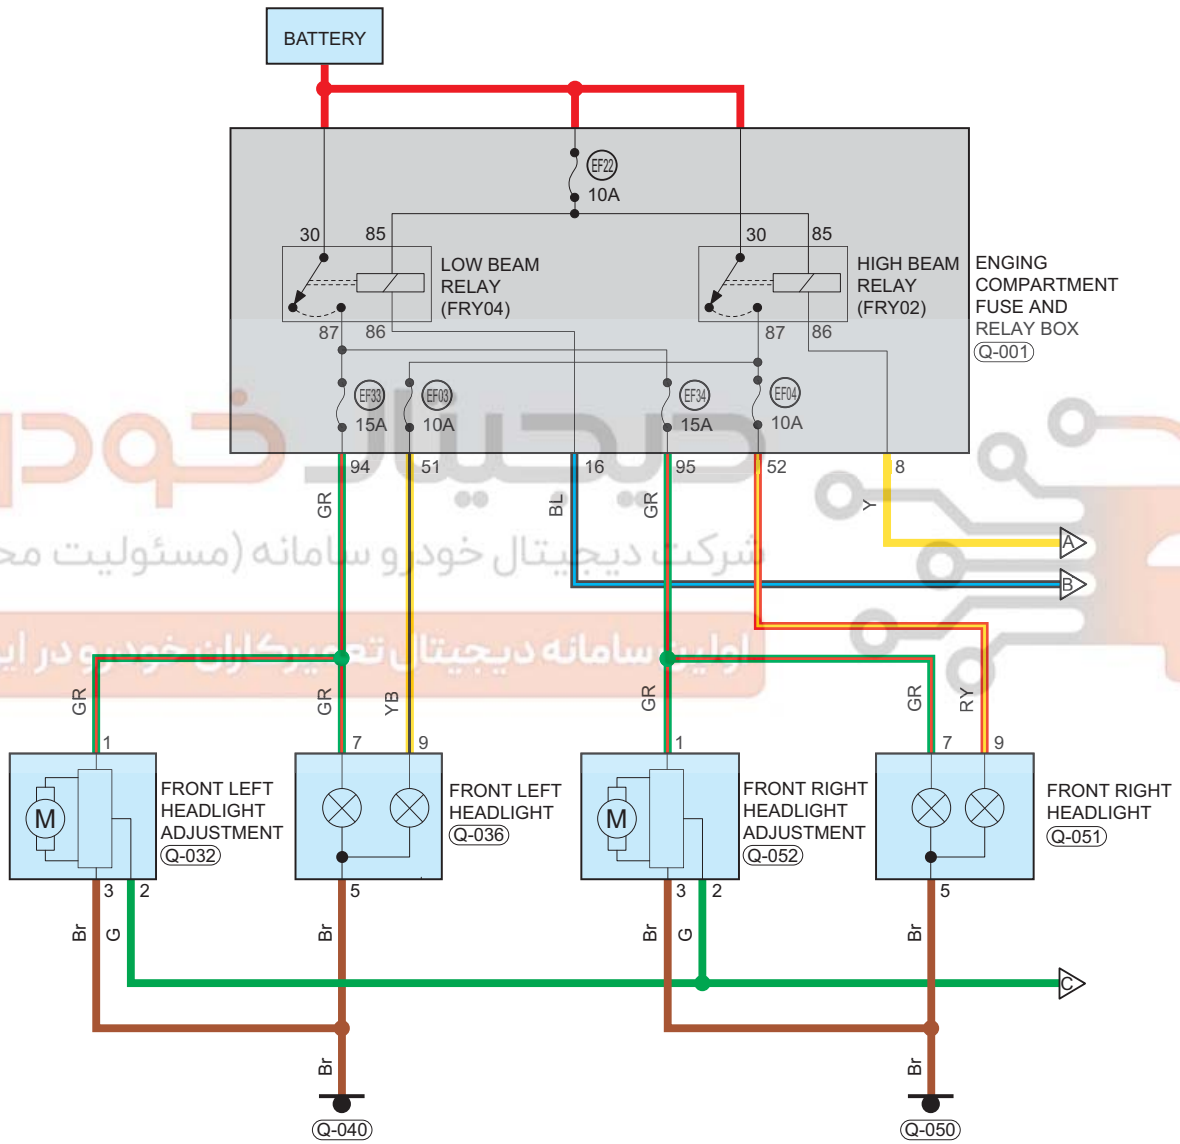 BATTERY
EF22
10A
30
85
30
85
LOW BEAM
RELAY
(FRY04)
HIGH BEAM
RELAY
(FRY02)
ENGING
COMPARTMENT
FUSE AND
RELAY BOX
Q-001
87
86
87
86
EF33
15A
EF03
10A
EF34
15A
EF04
10A
دیجیتال خودرو
94
51
16
95
52
8
GR
BL
GR
Y
A
شرکت دیجیتال خودرو سامانه (مسئولیت
B
اولین سامانه دیجیتال تعمیرکاران خودرو در
GR
GR
YB
GR
GR
RY
1
7
9
1
7
9
M
FRONT LEFT
HEADLIGHT
ADJUSTMENT
Q-032
FRONT LEFT
HEADLIGHT
Q-036
M
FRONT RIGHT
HEADLIGHT
ADJUSTMENT
Q-052
FRONT RIGHT
HEADLIGHT
Q-051
3
2
5
3
2
5
Br
G
Br
Br
G
Br
C
Br
Br
Q-040
Q-050